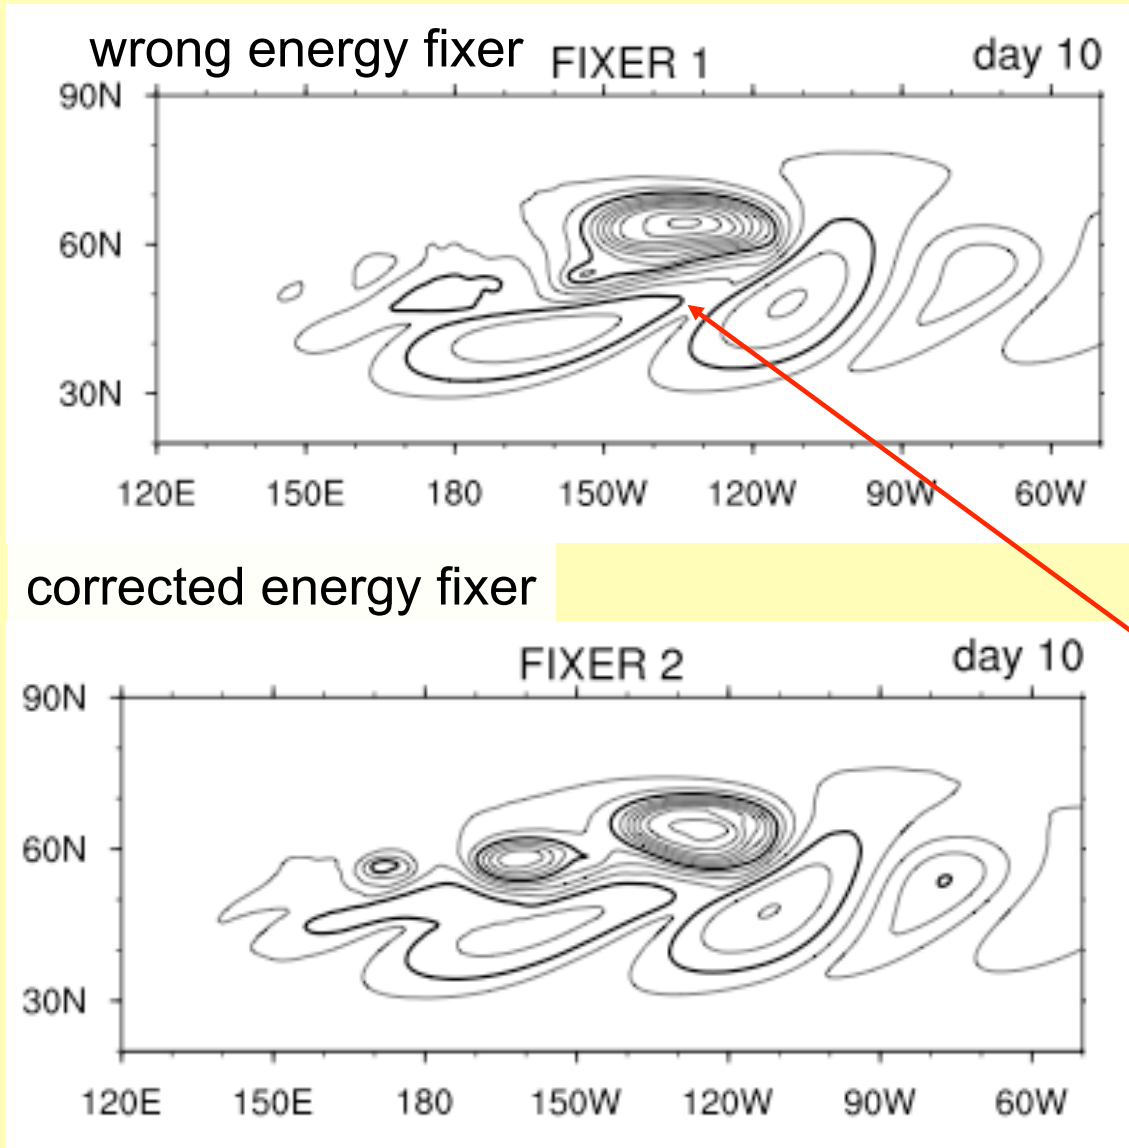 wrong energy fixer FIXER 1 day 10
90N
60N
30N
120E 150E 180 150W 120W 90W 60W
corrected energy fixer
FIXER 2 day 10
90N
60N
30N
120E 150E 180 150W 120W 90W 60W